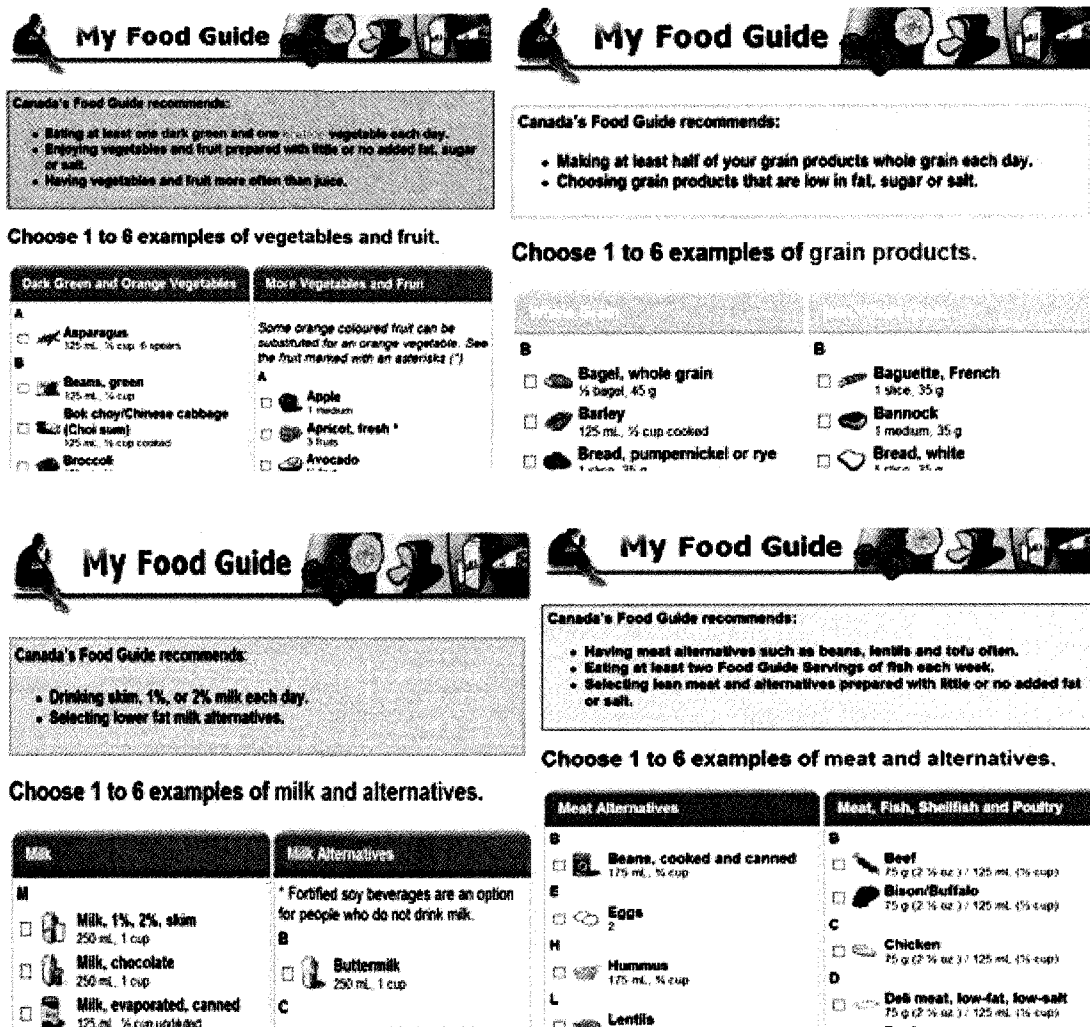 My Food Guide
Canada's Food Guide recommends:
• Eating at least one dark green and one orange vegetable each day.
• Enjoying vegetables and fruit prepared with little or no added fat, sugar
or salt.
• Having vegetables and fruit more often than juice.
Choose 1 to 6 examples of vegetables and fruit.
Dark Green and Orange Vegetables
A
Asparagus
125 mL, ½ cup, 6 spears
B
Beans, green
125 mL, ½ cup
Bok choy/Chinese cabbage
(Choi sum)
125 mL, ½ cup cooked
Broccoli
More Vegetables and Fruit
Some orange coloured fruit can be
substituted for an orange vegetable. See
the fruit marked with an asterisks (*)
A
Apple
1 medium
Apricot, fresh *
3 fruits
Avocado
My Food Guide
Canada's Food Guide recommends:
• Making at least half of your grain products whole grain each day.
• Choosing grain products that are low in fat, sugar or salt.
Choose 1 to 6 examples of grain products.
B
Bagel, whole grain
½ bagel, 45 g
Barley
125 mL, ½ cup cooked
Bread, pumpernickel or rye
1 slice, 35 g
B
Baguette, French
1 slice, 35 g
Bannock
1 medium, 35 g
Bread, white
1 slice, 35 g
My Food Guide
Canada's Food Guide recommends:
• Drinking skim, 1%, or 2% milk each day.
• Selecting lower fat milk alternatives.
Choose 1 to 6 examples of milk and alternatives.
Milk
M
Milk, 1%, 2%, skim
250 mL, 1 cup
Milk, chocolate
250 mL, 1 cup
Milk, evaporated, canned
125 mL, ½ cup undiluted
Milk Alternatives
* Fortified soy beverages are an option
for people who do not drink milk.
B
Buttermilk
250 mL, 1 cup
C
My Food Guide
Canada's Food Guide recommends:
• Having meat alternatives such as beans, lentils and tofu often.
• Eating at least two Food Guide Servings of fish each week.
• Selecting lean meat and alternatives prepared with little or no added fat
or salt.
Choose 1 to 6 examples of meat and alternatives.
Meat Alternatives
B
Beans, cooked and canned
175 mL, ¾ cup
E
Eggs
2
H
Hummus
175 mL, ¾ cup
L
Lentils
Meat, Fish, Shellfish and Poultry
B
Beef
75 g (2 ½ oz.) / 125 mL (½ cup)
Bison/Buffalo
75 g (2 ½ oz.) / 125 mL (½ cup)
C
Chicken
75 g (2 ½ oz.) / 125 mL (½ cup)
D
Deli meat, low-fat, low-salt
75 g (2 ½ oz.) / 125 mL (½ cup)